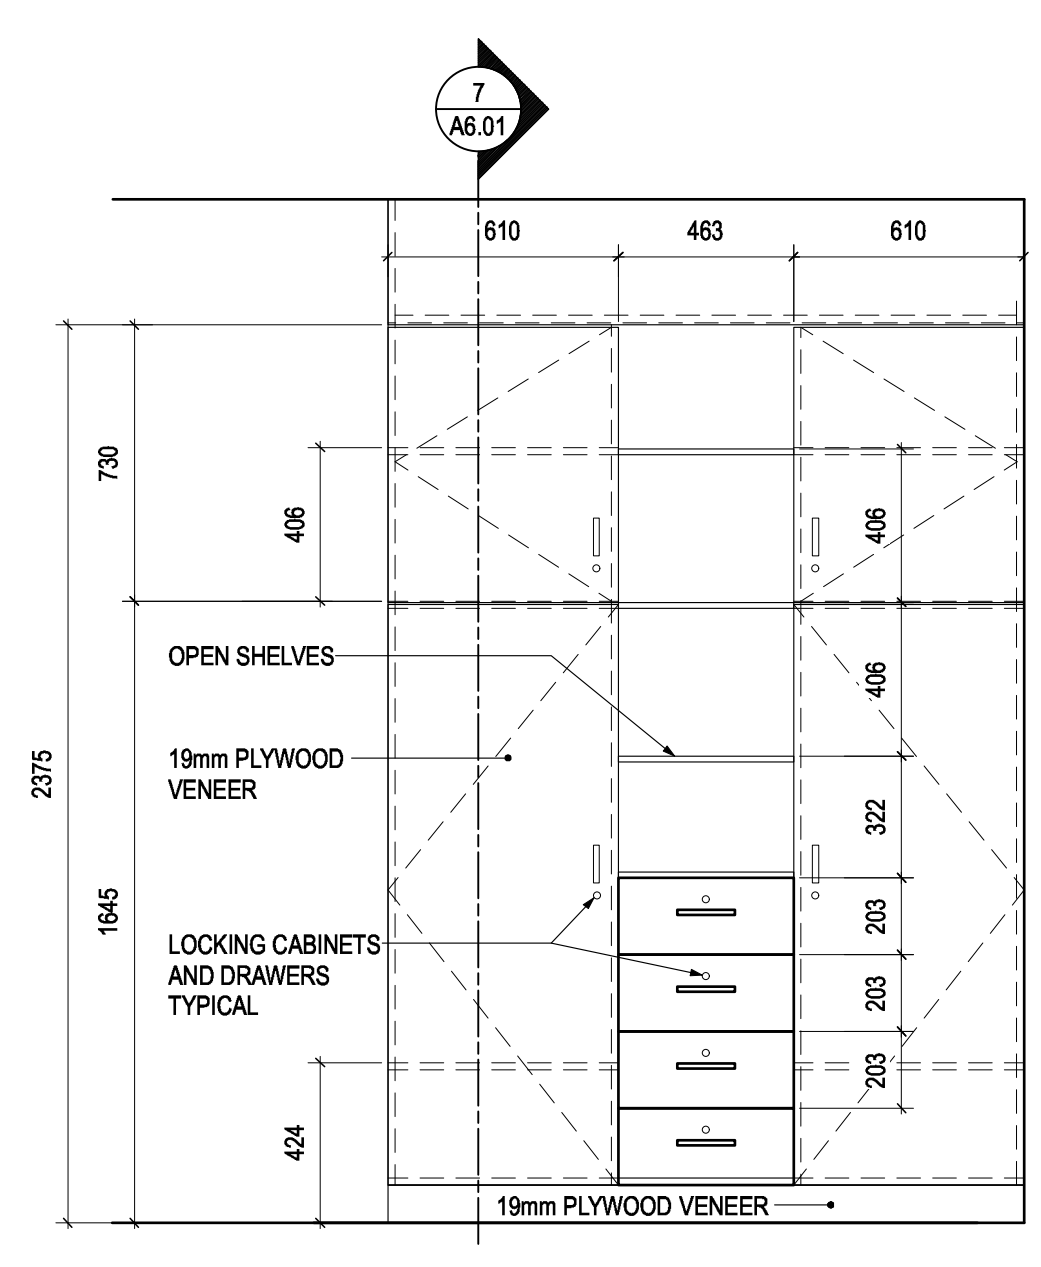 7
A6.01
610
463
610
730
406
406
OPEN SHELVES
406
19mm PLYWOOD
VENEER
2375
322
1645
203
LOCKING CABINETS
AND DRAWERS
TYPICAL
203
203
424
19mm PLYWOOD VENEER